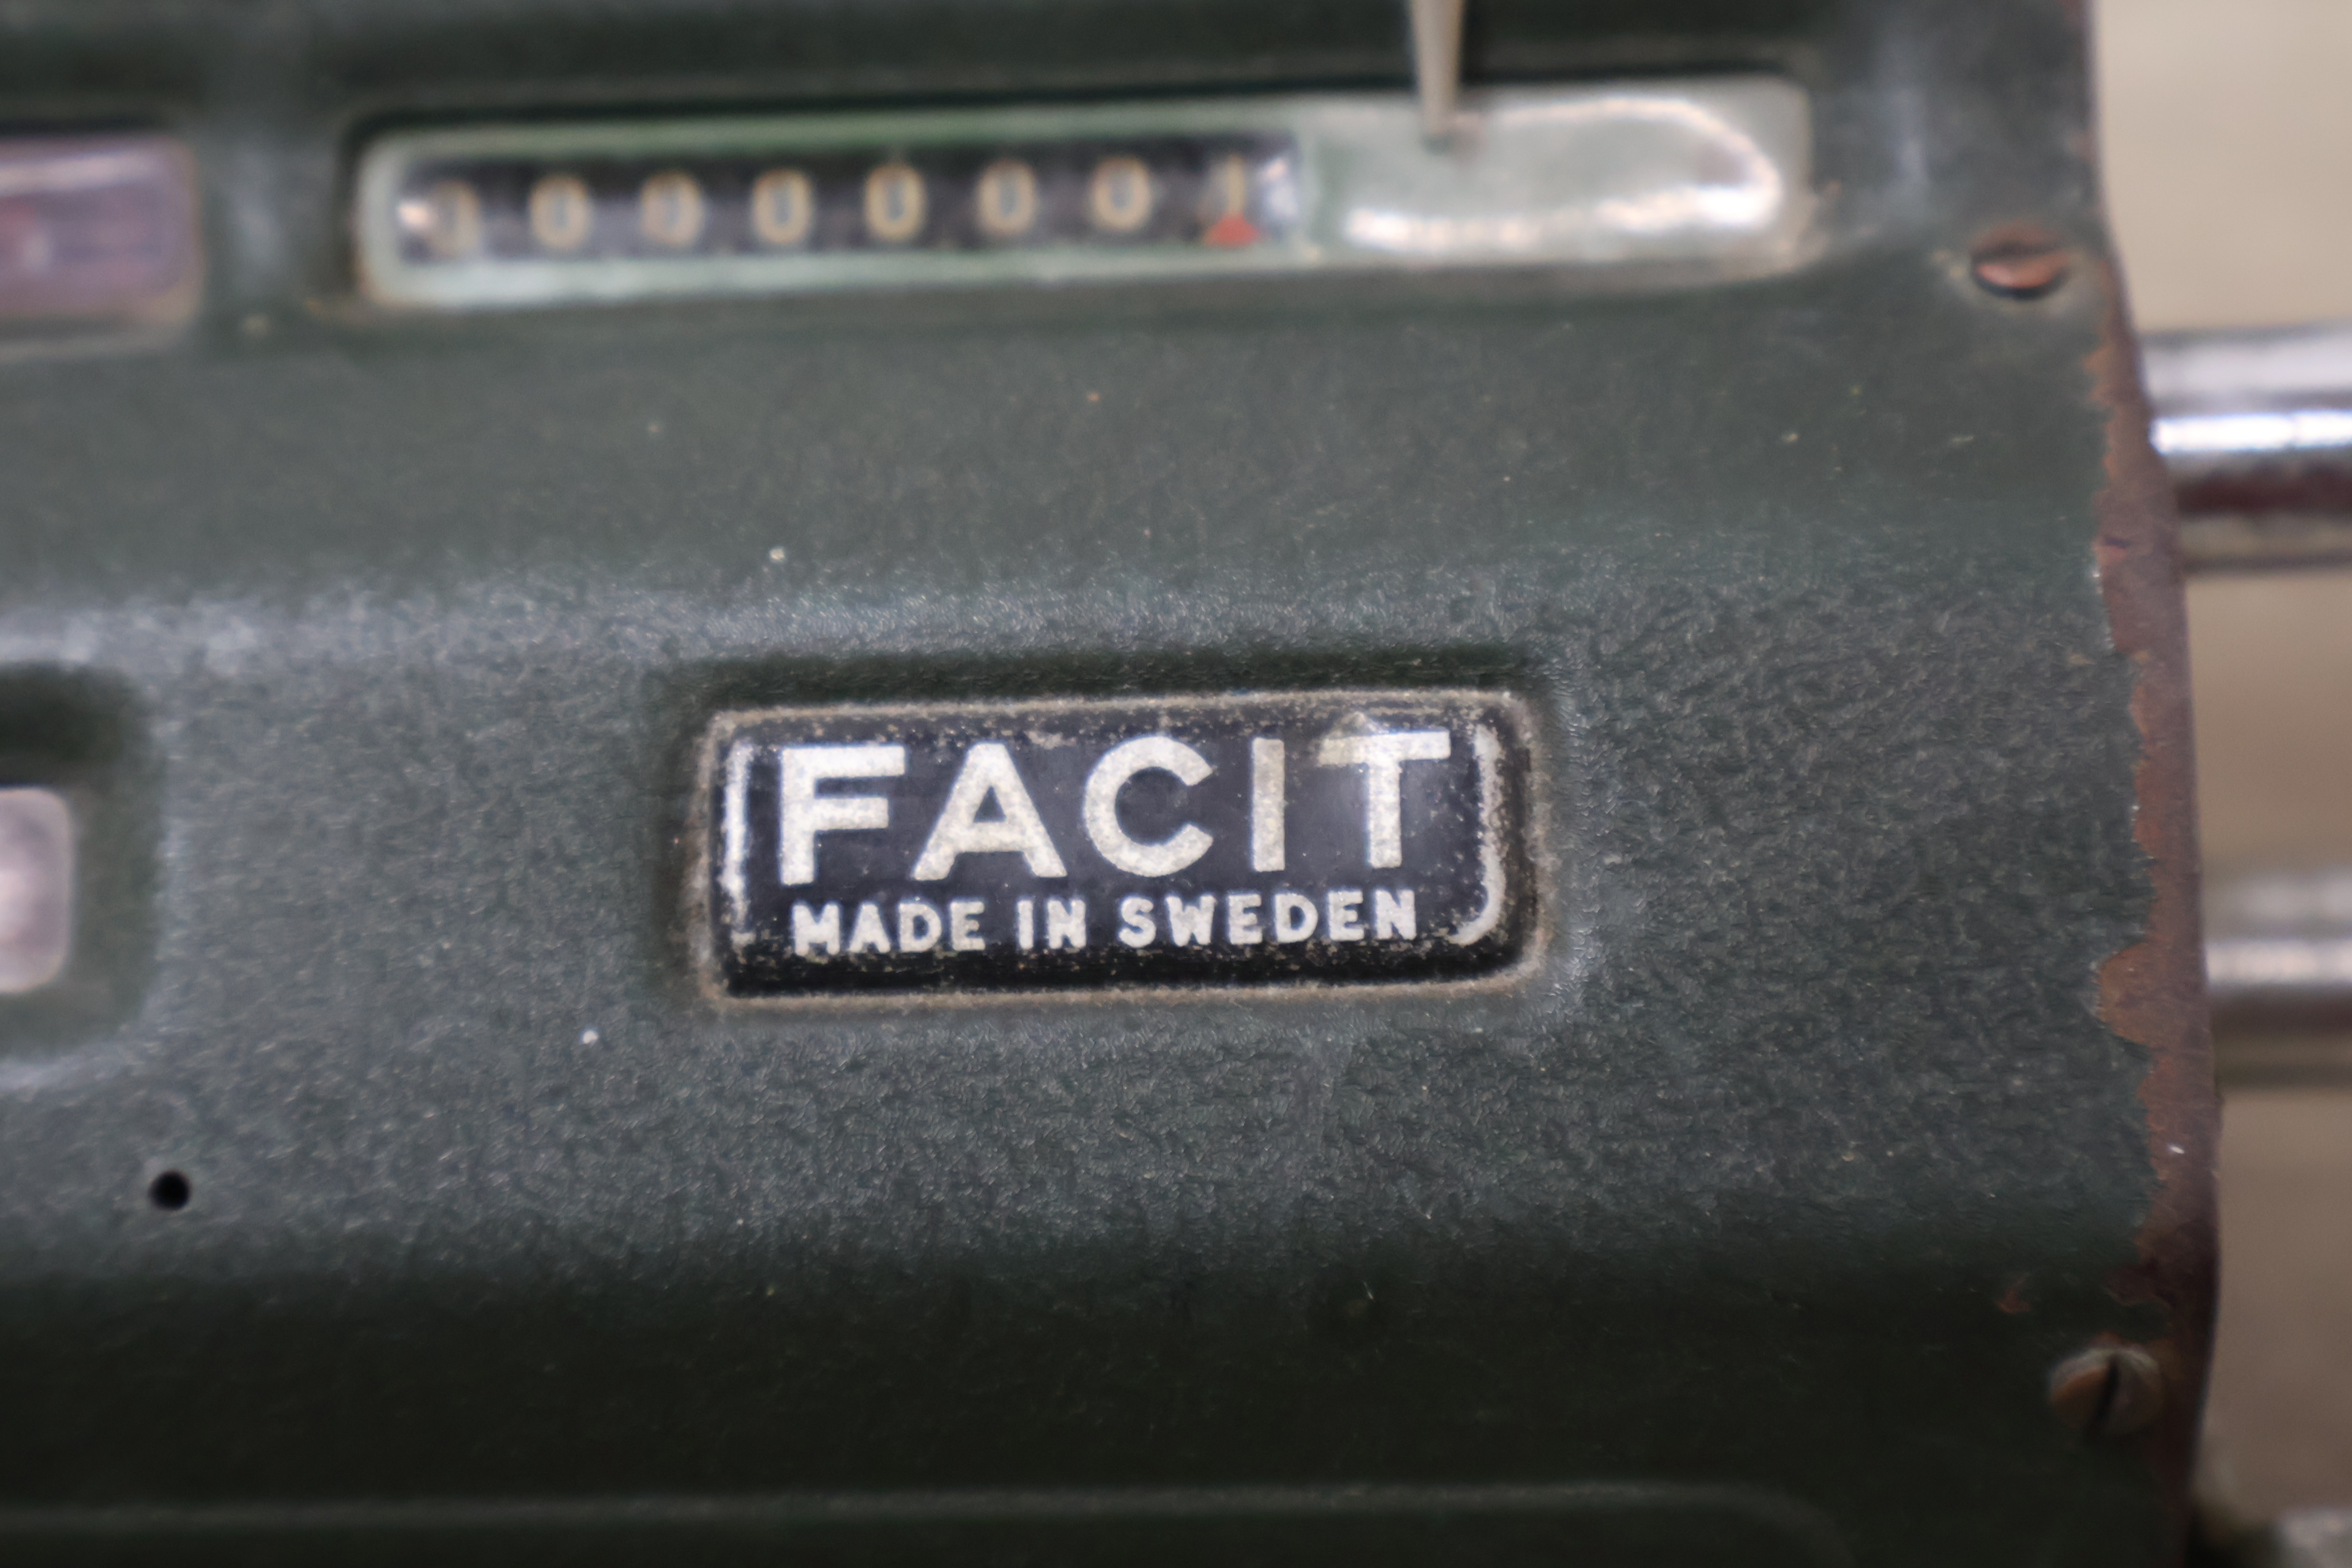 00000001
FACIT
MADE IN SWEDEN